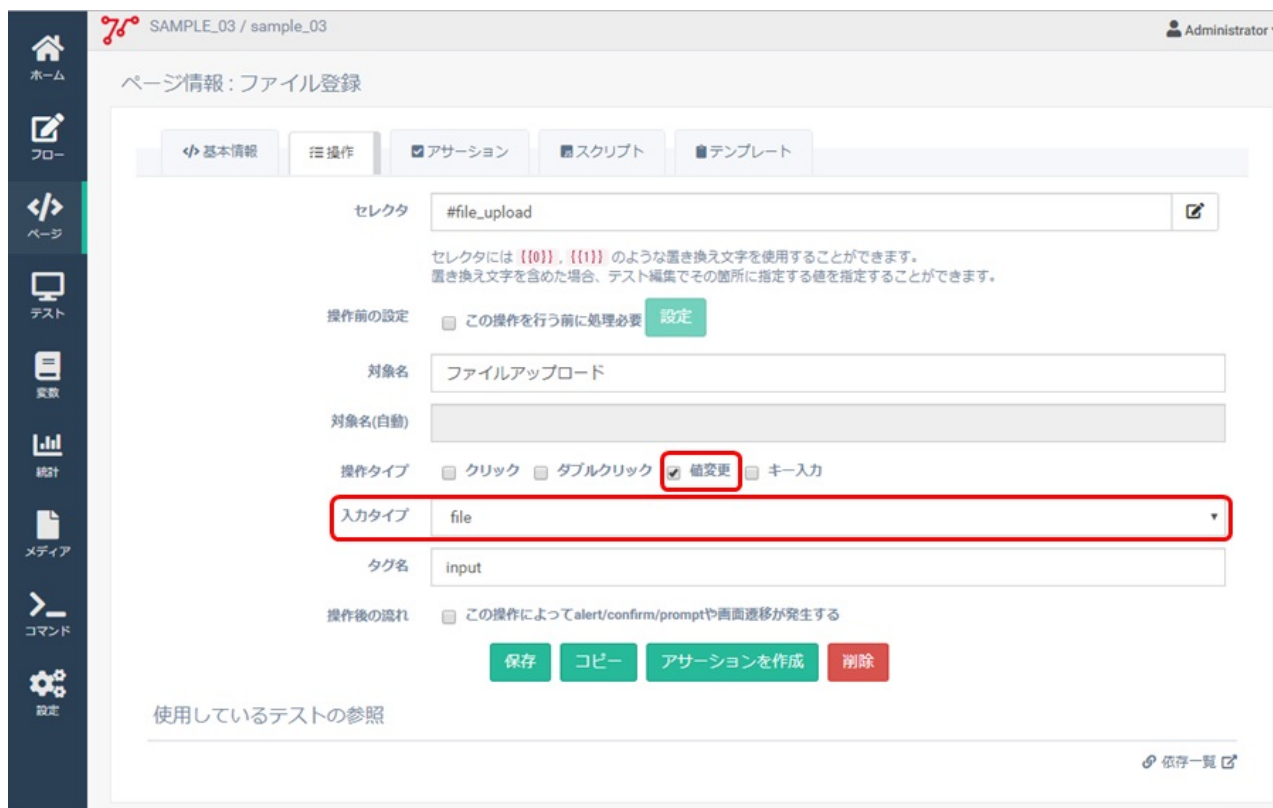 SAMPLE_03 / sample_03
Administrator
ホーム
フロー
ページ
テスト
変数
統計
メディア
コマンド
設定
ページ情報 : ファイル登録
基本情報
操作
アサーション
スクリプト
テンプレート
セレクタ
#file_upload
セレクタには {{0}} , {{1}} のような置き換え文字を使用することができます。
置き換え文字を含めた場合、テスト編集でその箇所に指定する値を指定することができます。
操作前の設定
この操作を行う前に処理必要
設定
対象名
ファイルアップロード
対象名(自動)
操作タイプ
クリック
ダブルクリック
値変更
キー入力
入力タイプ
file
タグ名
input
操作後の流れ
この操作によってalert/confirm/promptや画面遷移が発生する
保存
コピー
アサーションを作成
削除
使用しているテストの参照
依存一覧